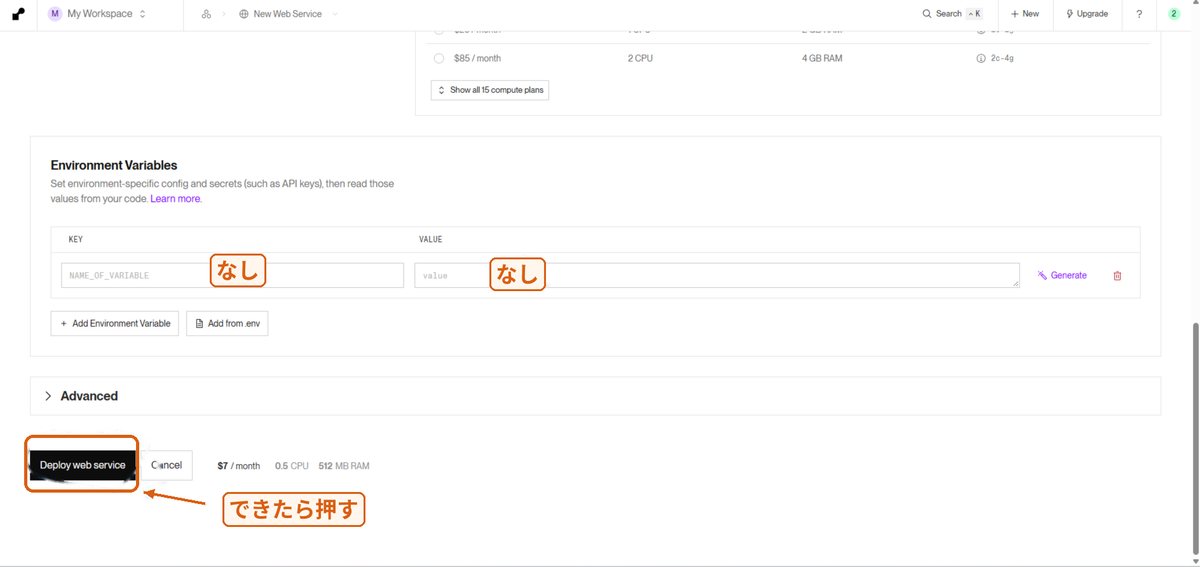 M My Workspace
New Web Service
Search ^ K
+ New
Upgrade
?
2
$85 / month 2 CPU 4 GB RAM 2c-4g
Show all 15 compute plans
Environment Variables
Set environment-specific config and secrets (such as API keys), then read those
values from your code. Learn more.
KEY VALUE
NAME_OF_VARIABLE なし value なし Generate
+ Add Environment Variable Add from .env
Advanced
Deploy web service Cancel $7 / month 0.5 CPU 512 MB RAM
できたら押す